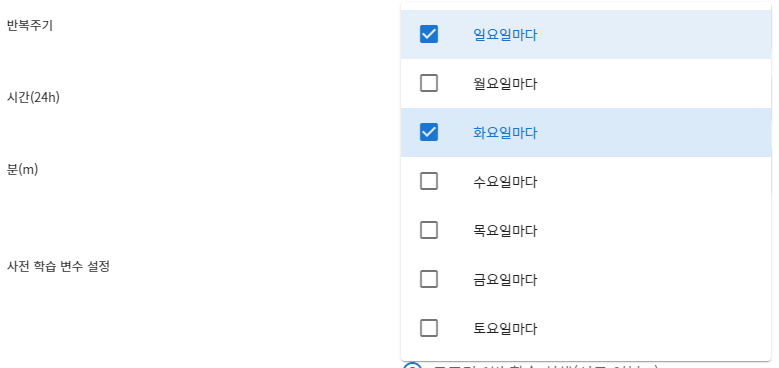 반복주기
일요일마다
월요일마다
시간(24h)
화요일마다
분(m)
수요일마다
목요일마다
사전 학습 변수 설정
금요일마다
토요일마다